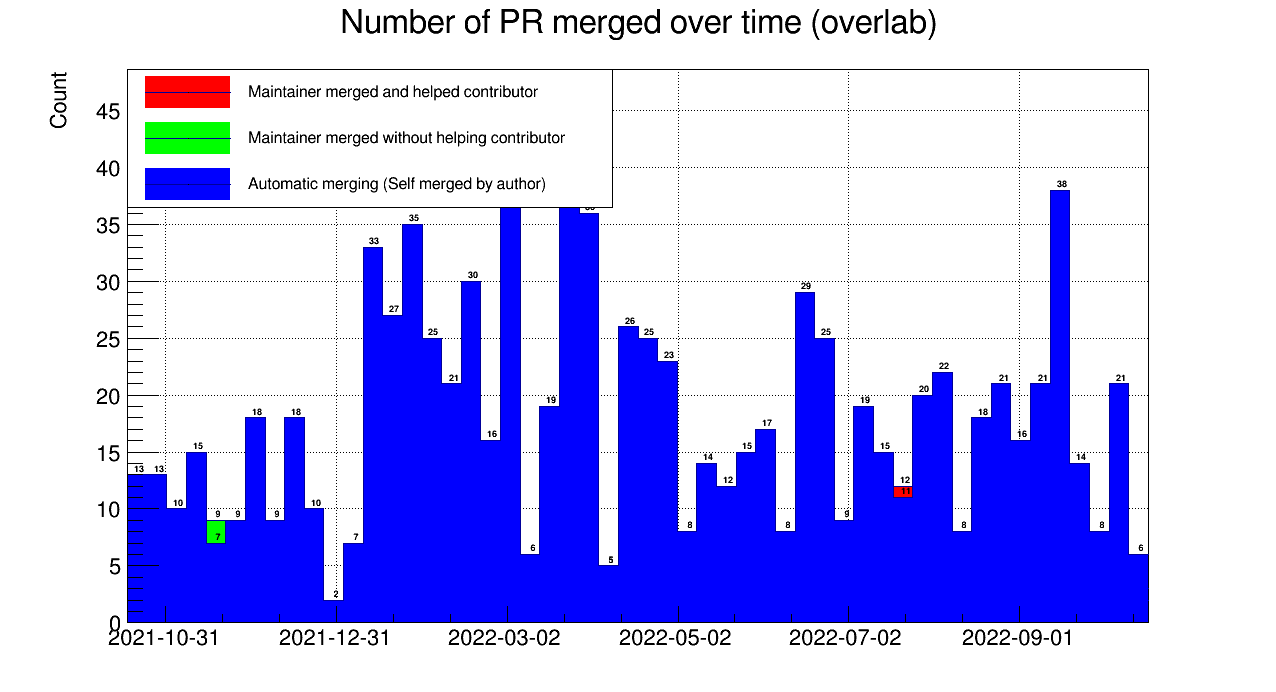 Number of PR merged over time (overlab)
Count
Maintainer merged and helped contributor
Maintainer merged without helping contributor
Automatic merging (Self merged by author)
45
40
35
30
25
20
15
10
5
0
13 13 10 15 9 7 9 18 9 18 10 2 7 33 27 35 25 21 30 16 6 19 5 26 25 23 8 14 12 15 17 8 29 25 9 19 15 12 11 20 22 8 18 21 16 21 38 14 8 21 6
2021-10-31 2021-12-31 2022-03-02 2022-05-02 2022-07-02 2022-09-01